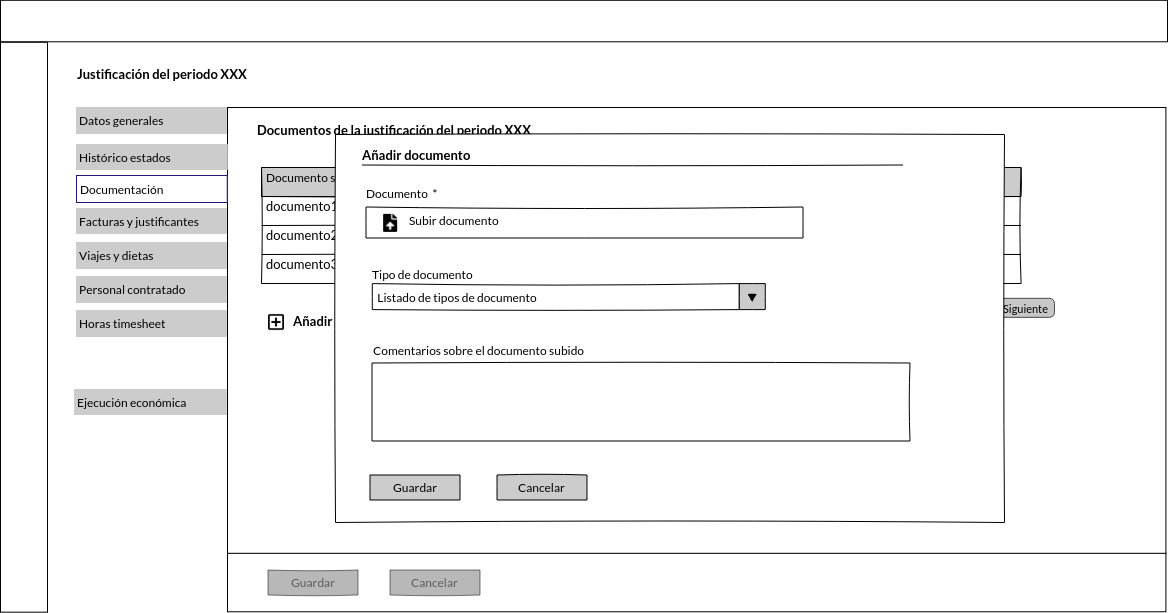 Justificación del periodo XXX
Datos generales
Histórico estados
Documentación
Facturas y justificantes
Viajes y dietas
Personal contratado
Horas timesheet
Ejecución económica
Documentos de la justificación del periodo XXX
Documento s
documento1
documento2
documento3
Añadir
Siguiente
Añadir documento
Documento *
Subir documento
Tipo de documento
Listado de tipos de documento
Comentarios sobre el documento subido
Guardar Cancelar
Guardar Cancelar